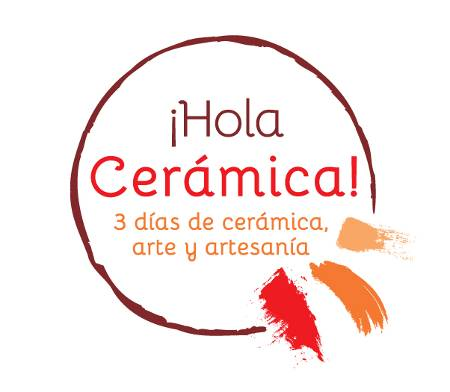 ¡Hola
Cerámica!
3 días de cerámica,
arte y artesanía